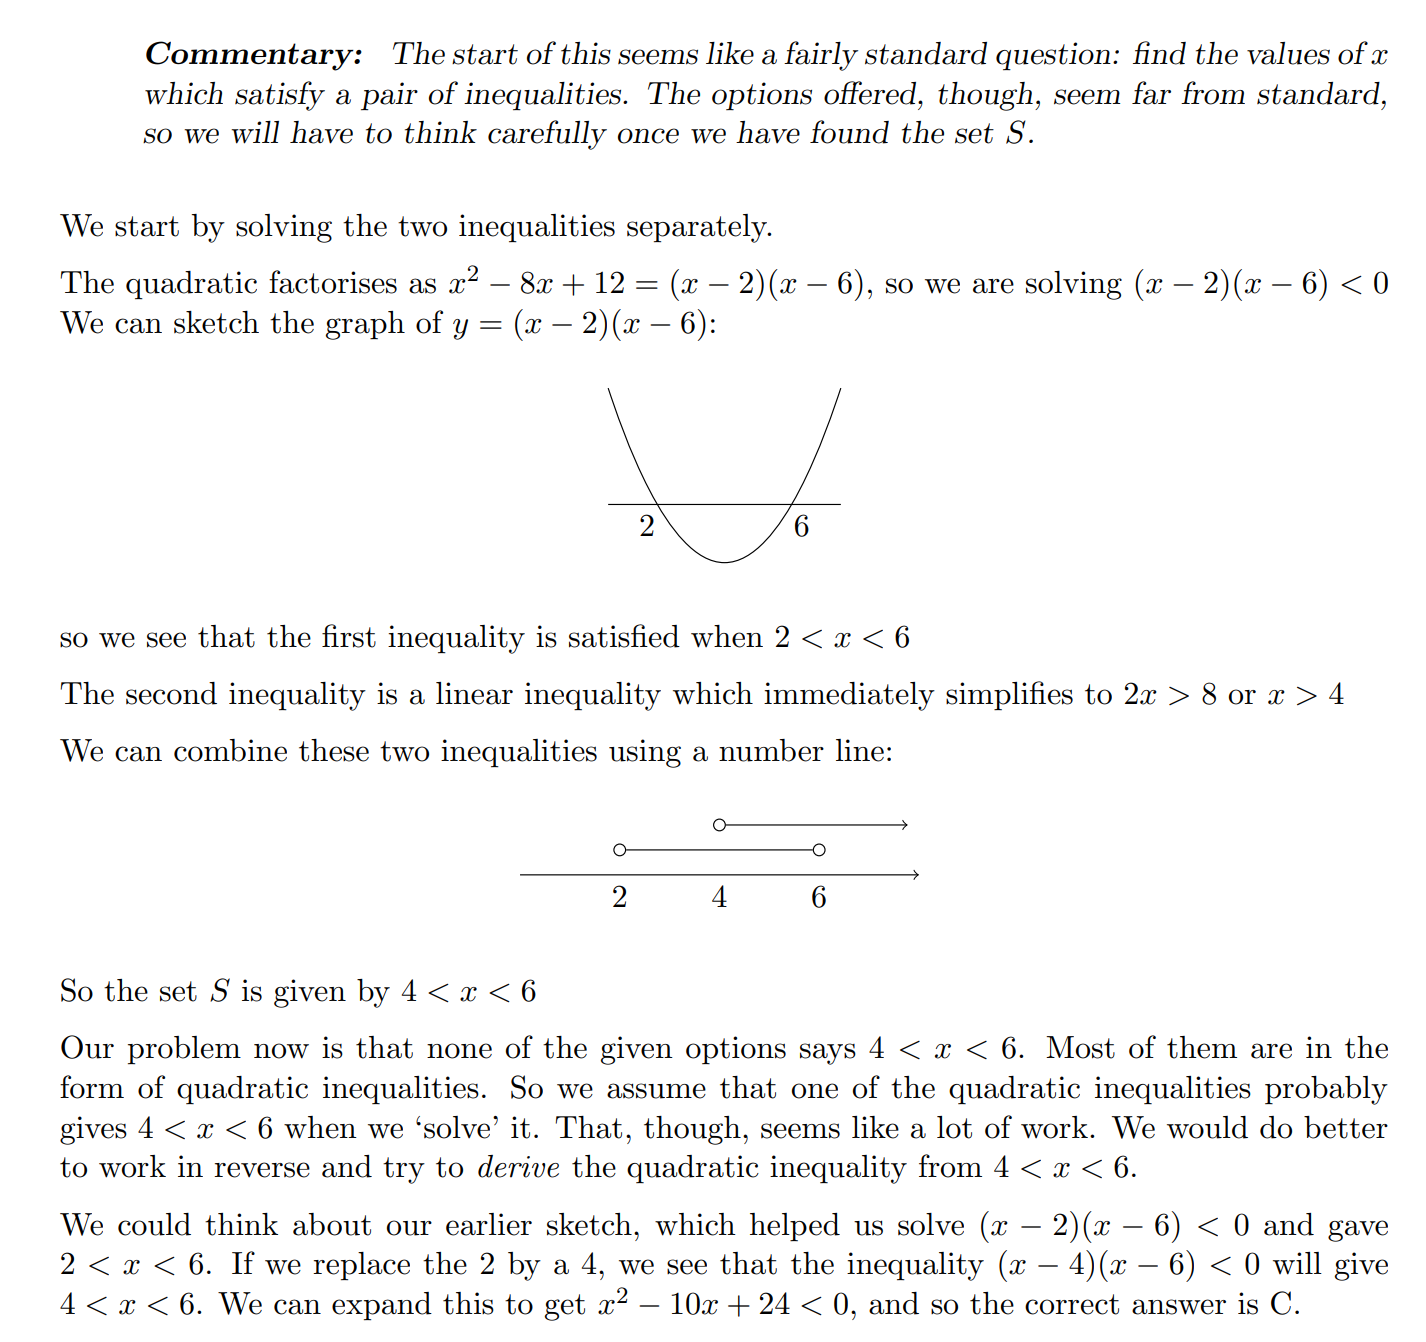 Commentary: The start of this seems like a fairly standard question: find the values of x
which satisfy a pair of inequalities. The options offered, though, seem far from standard,
so we will have to think carefully once we have found the set S.
We start by solving the two inequalities separately.
The quadratic factorises as x² − 8x + 12 = (x − 2)(x − 6), so we are solving (x − 2)(x − 6) < 0
We can sketch the graph of y = (x − 2)(x − 6):
2 6
so we see that the first inequality is satisfied when 2 < x < 6
The second inequality is a linear inequality which immediately simplifies to 2x > 8 or x > 4
We can combine these two inequalities using a number line:
2 4 6
So the set S is given by 4 < x < 6
Our problem now is that none of the given options says 4 < x < 6. Most of them are in the
form of quadratic inequalities. So we assume that one of the quadratic inequalities probably
gives 4 < x < 6 when we ‘solve’ it. That, though, seems like a lot of work. We would do better
to work in reverse and try to derive the quadratic inequality from 4 < x < 6.
We could think about our earlier sketch, which helped us solve (x − 2)(x − 6) < 0 and gave
2 < x < 6. If we replace the 2 by a 4, we see that the inequality (x − 4)(x − 6) < 0 will give
4 < x < 6. We can expand this to get x² − 10x + 24 < 0, and so the correct answer is C.